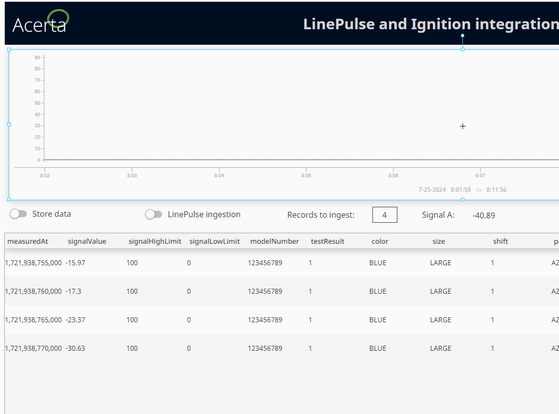 Acerta LinePulse and Ignition integration
90
80
70
60
50
40
30
20
10
0
8:02 8:03 8:04 8:05 8:06 8:07
7-25-2024 8:01:59 to 8:11:56
Store data LinePulse ingestion Records to ingest: 4 Signal A: -40.89
measuredAt signalValue signalHighLimit signalLowLimit modelNumber testResult color size shift pa
1,721,938,755,000 -15.97 100 0 123456789 1 BLUE LARGE 1 AZ
1,721,938,760,000 -17.3 100 0 123456789 1 BLUE LARGE 1 AZ
1,721,938,765,000 -23.37 100 0 123456789 1 BLUE LARGE 1 AZ
1,721,938,770,000 -30.63 100 0 123456789 1 BLUE LARGE 1 AZ